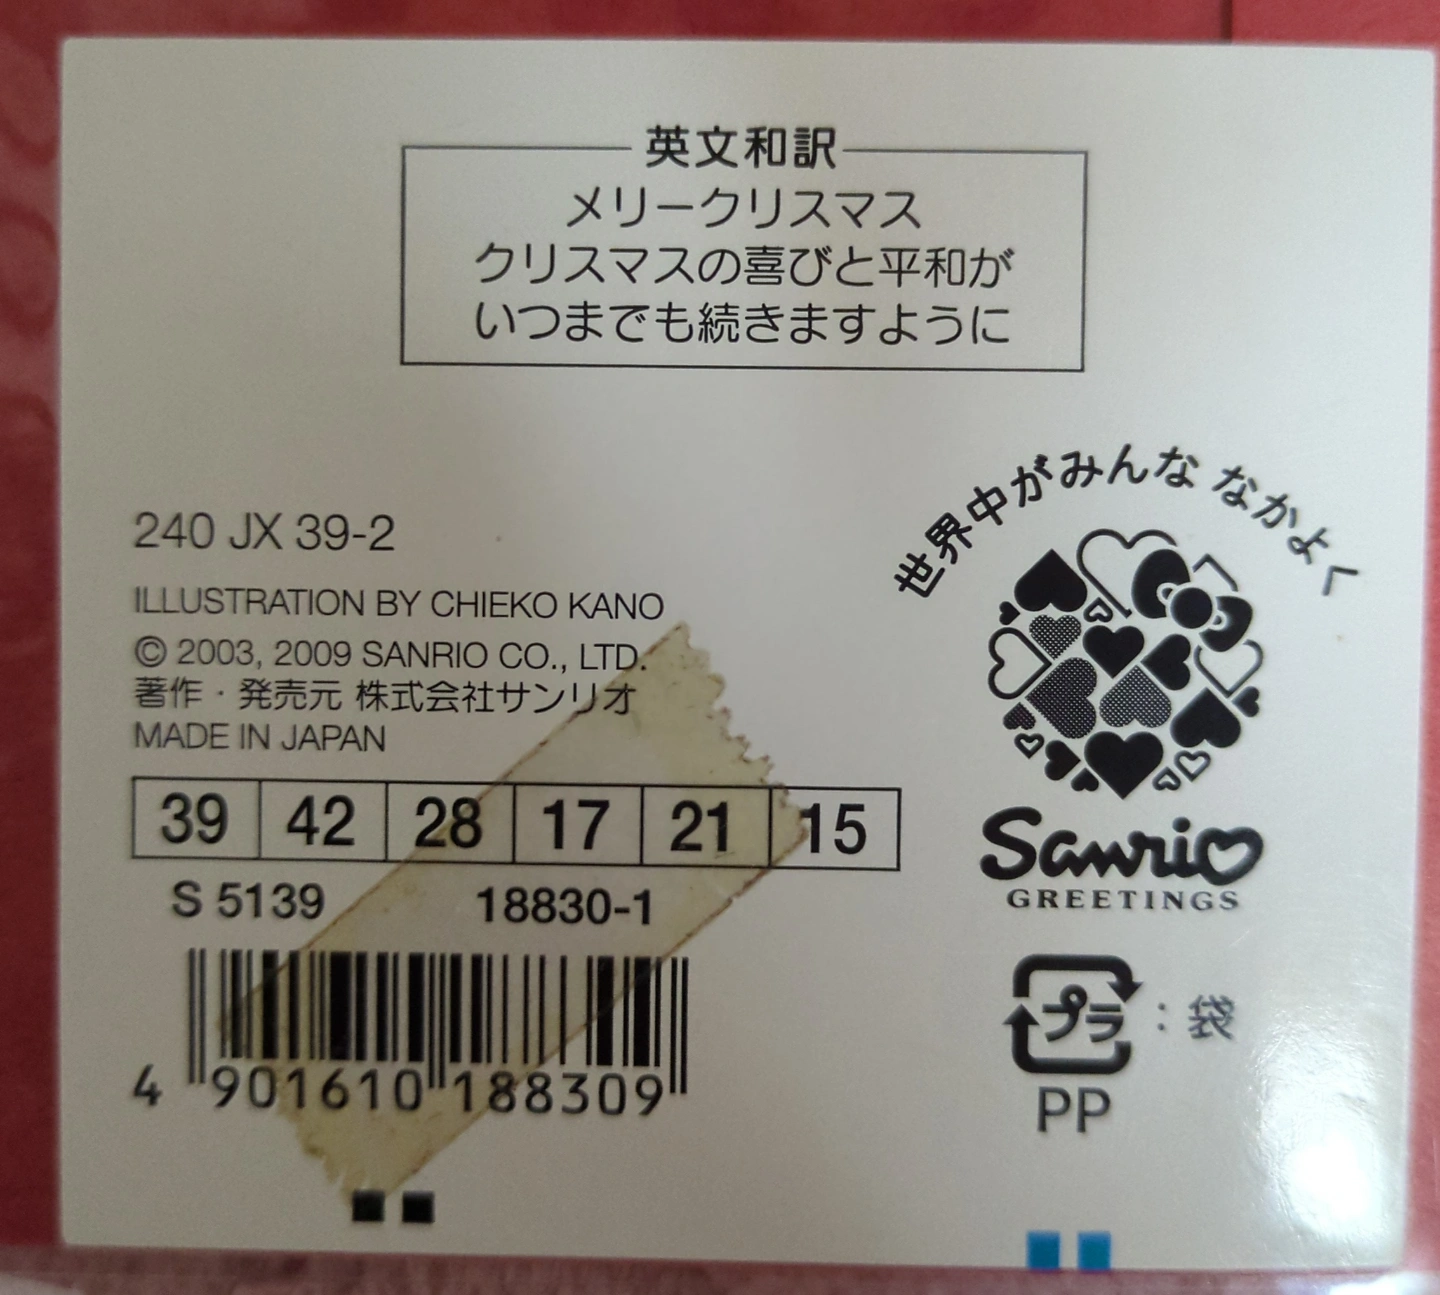 英文和訳
メリークリスマス
クリスマスの喜びと平和が
いつまでも続きますように
240 JX 39-2
ILLUSTRATION BY CHIEKO KANO
© 2003, 2009 SANRIO CO., LTD.
著作・発売元 株式会社サンリオ
MADE IN JAPAN
39 42 28 17 21 15
S 5139 18830-1
4 901610 188309
世界中がみんな なかよく
Sanrio
GREETINGS
プラ：袋
PP